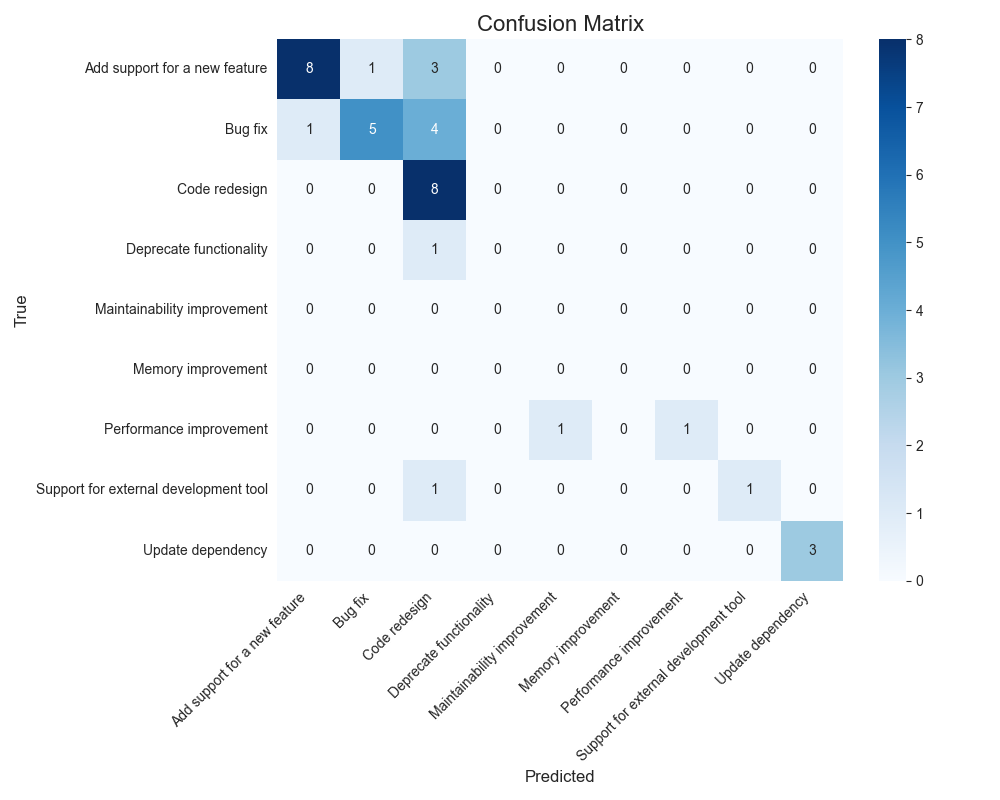 Confusion Matrix
Add support for a new feature 8 1 3 0 0 0 0 0 0
Bug fix 1 5 4 0 0 0 0 0 0
Code redesign 0 0 8 0 0 0 0 0 0
Deprecate functionality 0 0 1 0 0 0 0 0 0
Maintainability improvement 0 0 0 0 0 0 0 0 0
Memory improvement 0 0 0 0 0 0 0 0 0
Performance improvement 0 0 0 0 1 0 1 0 0
Support for external development tool 0 0 1 0 0 0 0 1 0
Update dependency 0 0 0 0 0 0 0 0 3
True
Add support for a new feature
Bug fix
Code redesign
Deprecate functionality
Maintainability improvement
Memory improvement
Performance improvement
Support for external development tool
Update dependency
Predicted
8
7
6
5
4
3
2
1
0